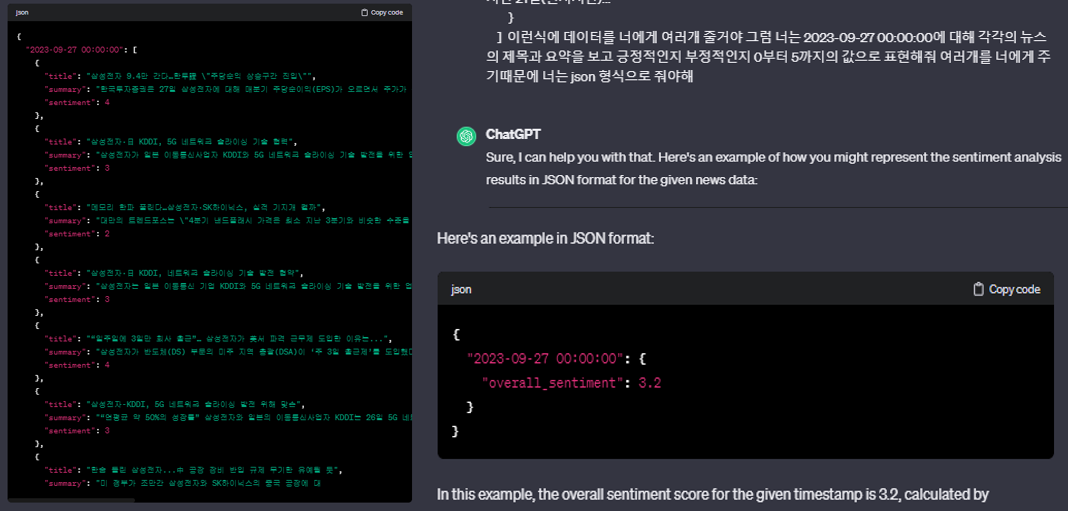 json
Copy code
{
"2023-09-27 00:00:00": [
{
"title": "삼성전자 9.4만 간다…한투證 \"주당순익 상승구간 진입\"",
"summary": "한국투자증권은 27일 삼성전자에 대해 매분기 주당순이익(EPS)가 오르면서 주가가
"sentiment": 4
},
{
"title": "삼성전자-日 KDDI, 5G 네트워크 슬라이싱 기술 협력",
"summary": "삼성전자가 일본 이동통신사업자 KDDI와 5G 네트워크 슬라이싱 기술 발전을 위한 업
"sentiment": 3
},
{
"title": "메모리 한파 풀린다…삼성전자·SK하이닉스, 실적 기지개 켤까",
"summary": "대만의 트렌드포스는 \"4분기 낸드플래시 가격은 최소 지난 3분기와 비슷한 수준을
"sentiment": 2
},
{
"title": "삼성전자-日 KDDI, 네트워크 슬라이싱 기술 발전 협약",
"summary": "삼성전자는 일본 이동통신 기업 KDDI와 5G 네트워크 슬라이싱 기술 발전을 위한 업
"sentiment": 3
},
{
"title": "“일주일에 3일만 회사 출근”… 삼성전자가 美서 파격 근무제 도입한 이유는...",
"summary": "삼성전자가 반도체(DS) 부문의 미주 지역 총괄(DSA)이 ‘주 3일 출근제’를 도입했다
"sentiment": 4
},
{
"title": "삼성전자-KDDI, 5G 네트워크 슬라이싱 발전 위해 맞손",
"summary": "“연평균 약 50%의 성장률” 삼성전자와 일본의 이동통신사업자 KDDI는 26일 5G 네트
"sentiment": 3
},
{
"title": "한숨 돌린 삼성전자...中 공장 장비 반입 규제 무기한 유예될 듯",
"summary": "미 정부가 조만간 삼성전자와 SK하이닉스의 중국 공장에 대
}
] 이런식에 데이터를 너에게 여러개 줄거야 그럼 너는 2023-09-27 00:00:00에 대해 각각의 뉴스
의 제목과 요약을 보고 긍정적인지 부정적인지 0부터 5까지의 값으로 표현해줘 여러개를 너에게 주
기때문에 너는 json 형식으로 줘야해
ChatGPT
Sure, I can help you with that. Here's an example of how you might represent the sentiment analysis
results in JSON format for the given news data:
Here's an example in JSON format:
json
Copy code
{
"2023-09-27 00:00:00": {
"overall_sentiment": 3.2
}
}
In this example, the overall sentiment score for the given timestamp is 3.2, calculated by